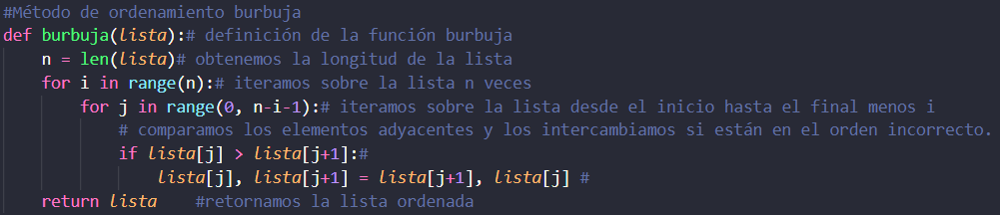 #Método de ordenamiento burbuja
def burbuja(lista):# definición de la función burbuja
    n = len(lista)# obtenemos la longitud de la lista
    for i in range(n):# iteramos sobre la lista n veces
        for j in range(0, n-i-1):# iteramos sobre la lista desde el inicio hasta el final menos i
            # comparamos los elementos adyacentes y los intercambiamos si están en el orden incorrecto.
            if lista[j] > lista[j+1]:#
                lista[j], lista[j+1] = lista[j+1], lista[j] #
    return lista    #retornamos la lista ordenada